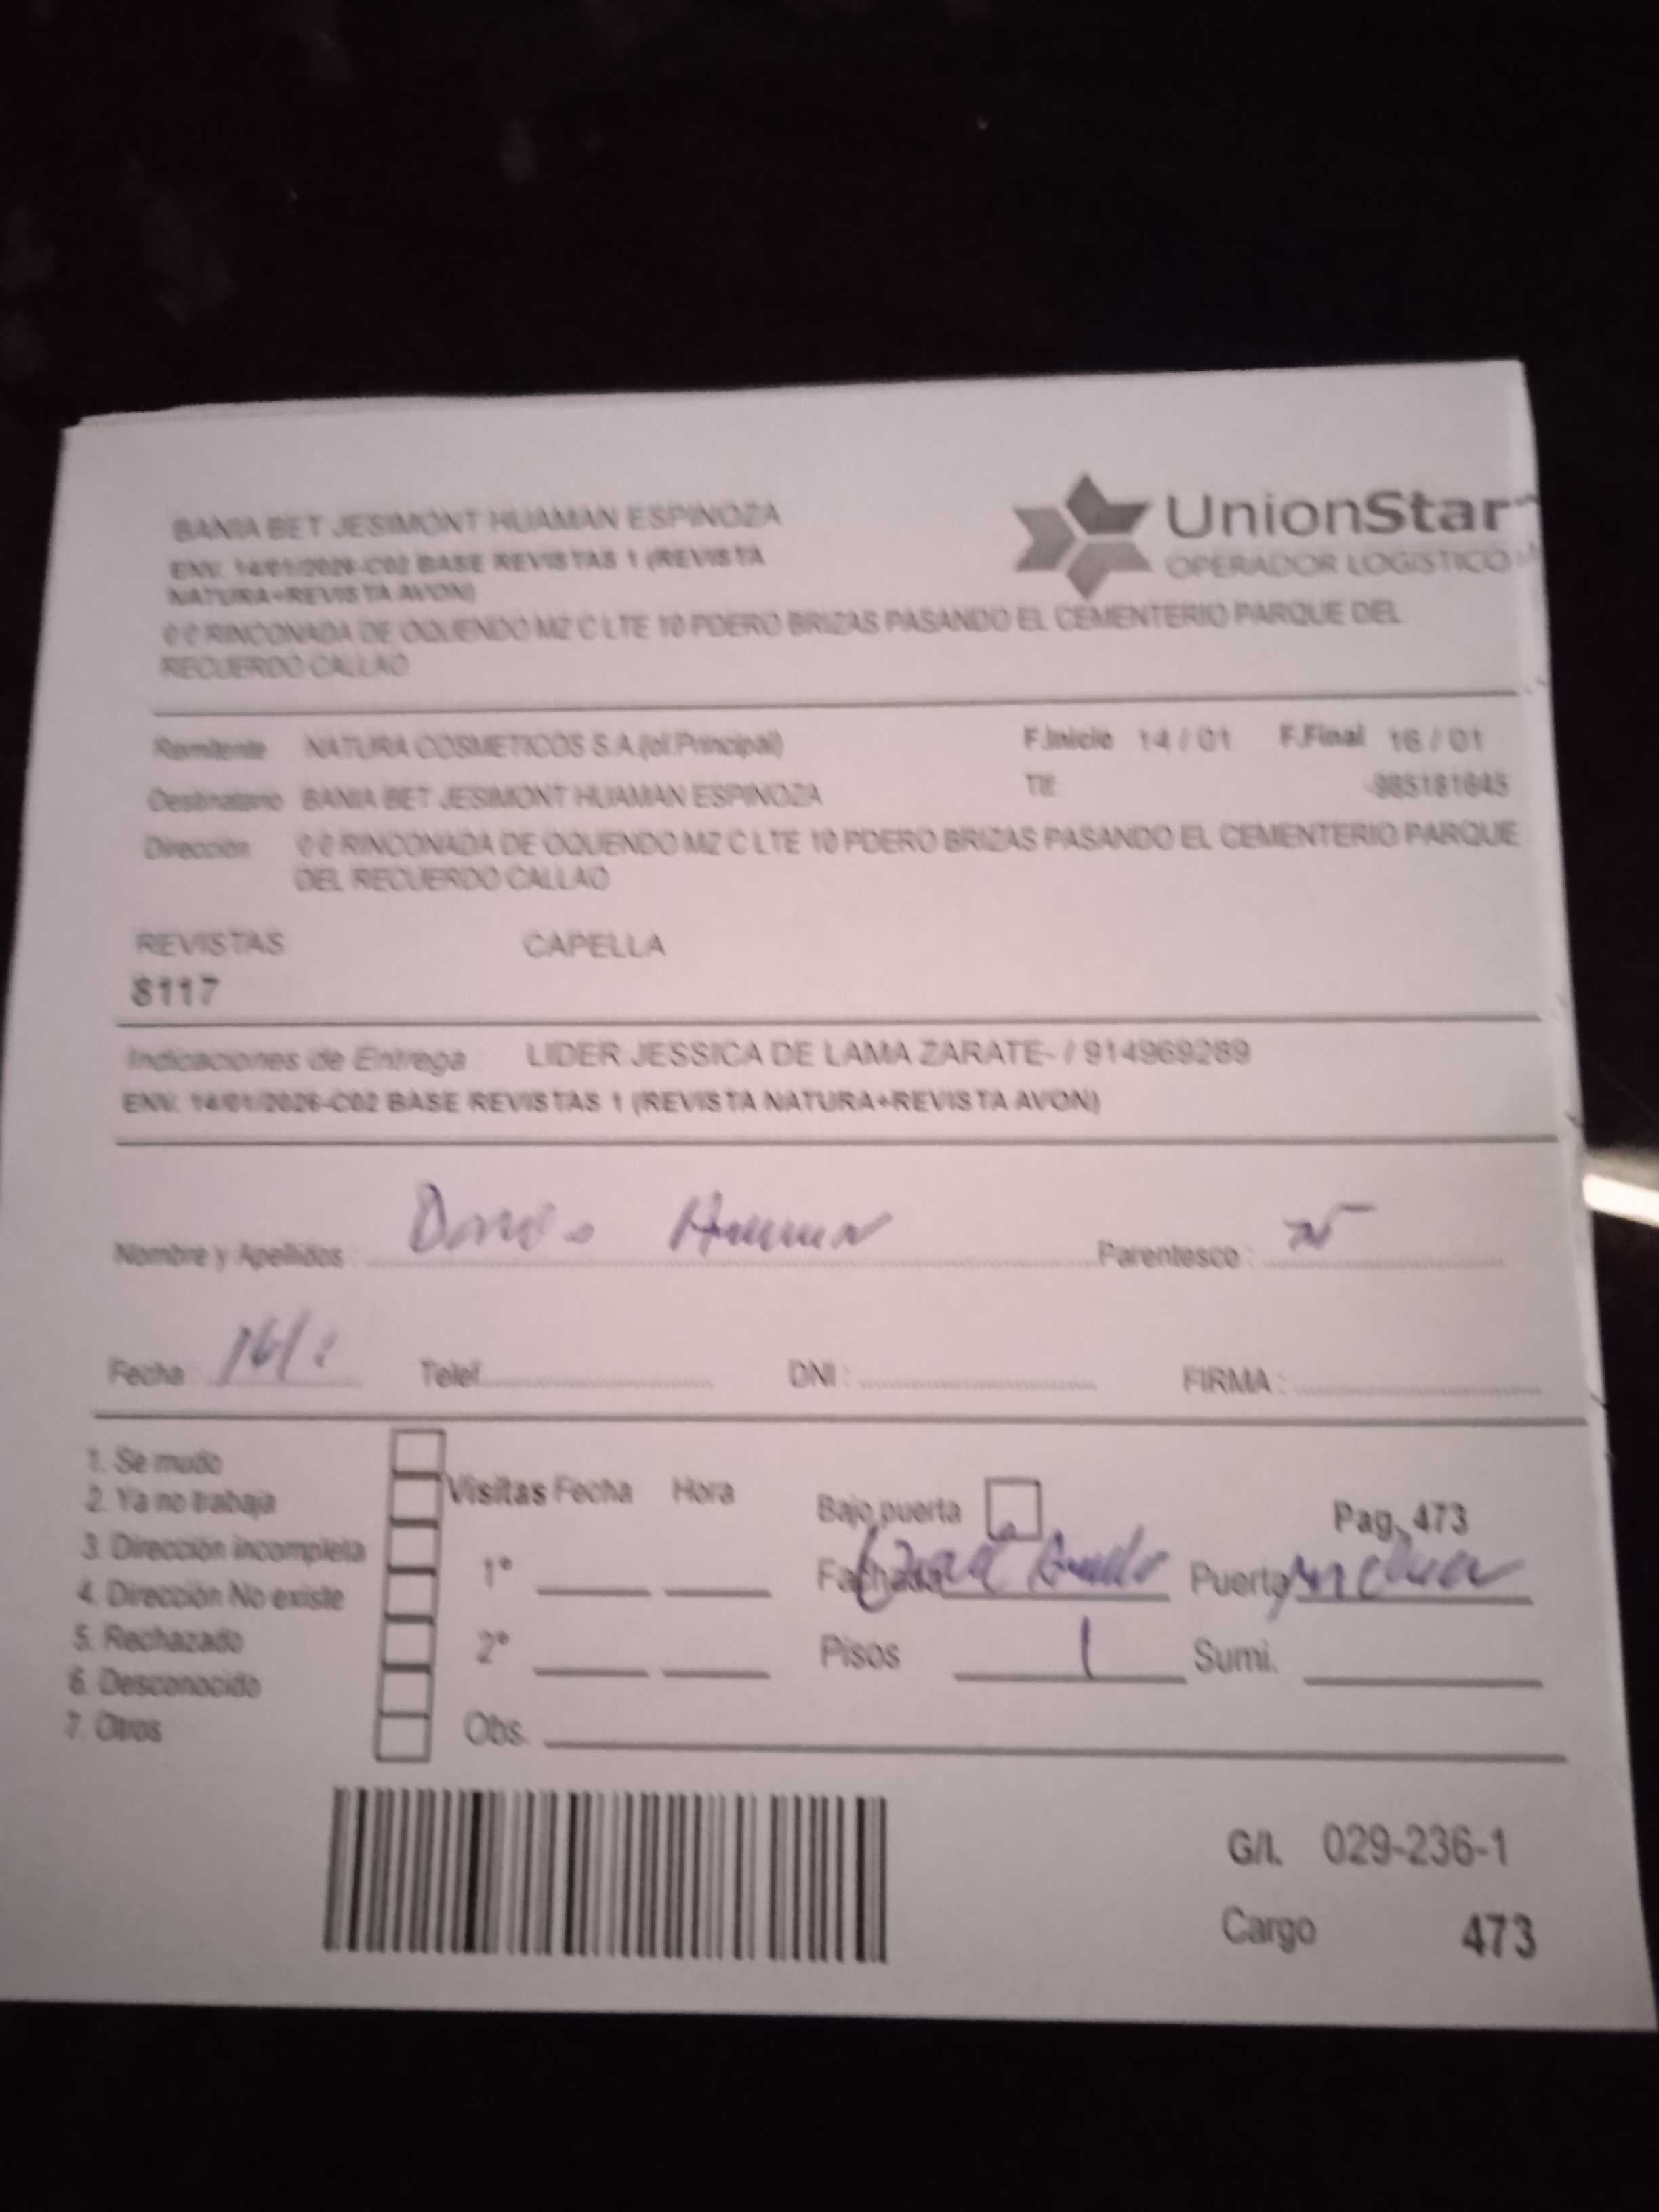 BANIA BET JESIMONT HUAMAN ESPINOZA
ENV. 14/01/2026-C02 BASE REVISTAS 1 (REVISTA
NATURA+REVISTA AVON)
0 0 RINCONADA DE OQUENDO MZ C LTE 10 PDERO BRIZAS PASANDO EL CEMENTERIO PARQUE DEL
RECUERDO CALLAO
UnionStar
OPERADOR LOGISTICO
Remitente NATURA COSMETICOS S.A.(of.Principal) F.Inicio 14 / 01 F.Final 16 / 01
Destinatario BANIA BET JESIMONT HUAMAN ESPINOZA Tlf: -985181645
Dirección 0 0 RINCONADA DE OQUENDO MZ C LTE 10 PDERO BRIZAS PASANDO EL CEMENTERIO PARQUE
DEL RECUERDO CALLAO
REVISTAS CAPELLA
8117
Indicaciones de Entrega LIDER JESSICA DE LAMA ZARATE- / 914969289
ENV. 14/01/2026-C02 BASE REVISTAS 1 (REVISTA NATURA+REVISTA AVON)
Nombre y Apellidos : Parentesco :
Fecha 16/1 Telef. DNI : FIRMA :
1. Se mudo
2. Ya no trabaja
3. Dirección incompleta
4. Dirección No existe
5. Rechazado
6. Desconocido
7. Otros
Visitas Fecha Hora
1°
2°
Obs.
Bajo puerta Pag. 473
Fachada Puerta
Pisos 1 Sumi.
G/I. 029-236-1
Cargo 473